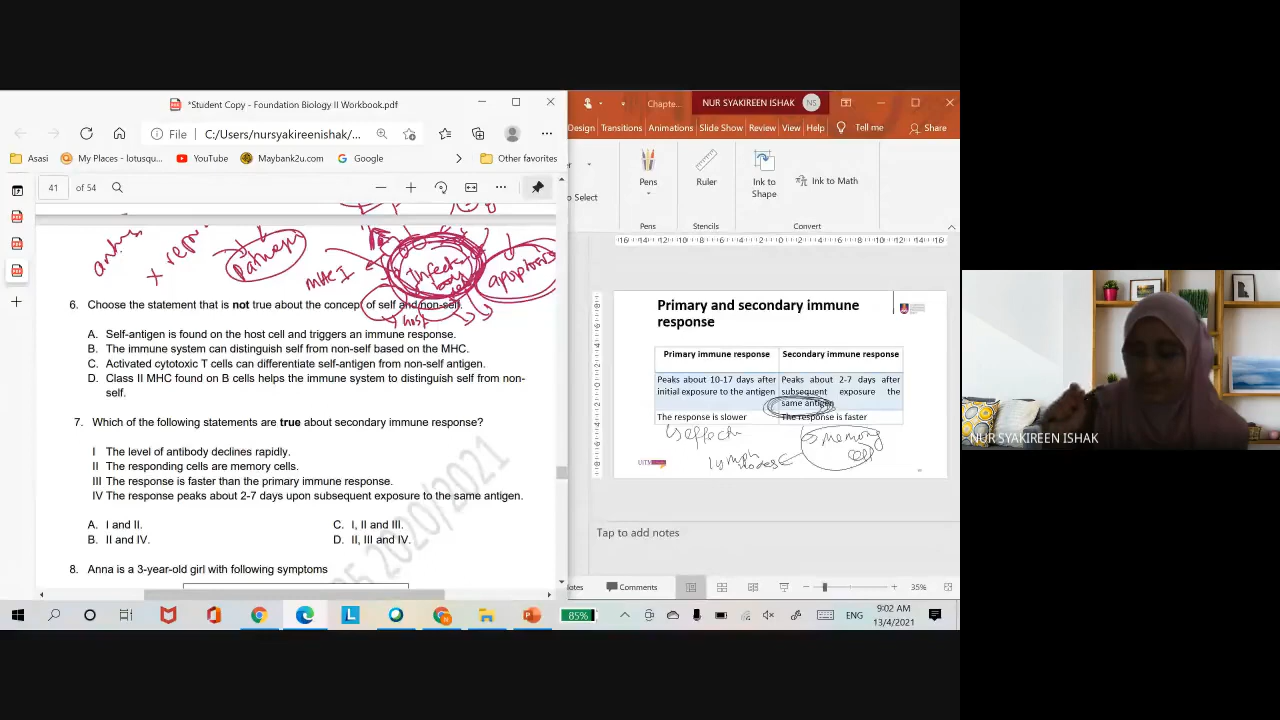 *Student Copy - Foundation Biology II Workbook.pdf
File
C:/Users/nursyakireenishak/...
Asasi
My Places - lotusqu...
YouTube
Maybank2u.com
Google
Other favorites
41 of 54
pathogen
MHC I
infected
body
apoptosis
host
6. Choose the statement that is not true about the concept of self and non-self.
A. Self-antigen is found on the host cell and triggers an immune response.
B. The immune system can distinguish self from non-self based on the MHC.
C. Activated cytotoxic T cells can differentiate self-antigen from non-self antigen.
D. Class II MHC found on B cells helps the immune system to distinguish self from non-
self.
7. Which of the following statements are true about secondary immune response?
I The level of antibody declines rapidly.
II The responding cells are memory cells.
III The response is faster than the primary immune response.
IV The response peaks about 2-7 days upon subsequent exposure to the same antigen.
A. I and II.
B. II and IV.
C. I, II and III.
D. II, III and IV.
8. Anna is a 3-year-old girl with following symptoms
2020/2021
Chapte...
NUR SYAKIREEN ISHAK
NS
Design Transitions Animations Slide Show Review View Help Tell me Share
to Select
Pens
Ruler
Ink to
Shape
Ink to Math
Pens
Stencils
Convert
Primary and secondary immune
response
Primary immune response
Secondary immune response
Peaks about 10-17 days after
initial exposure to the antigen
Peaks about 2-7 days after
subsequent exposure the
same antigen
The response is slower
The response is faster
memory
cell
lymph
nodes
UiTM
Tap to add notes
Notes
Comments
35%
85%
ENG
9:02 AM
13/4/2021
NUR SYAKIREEN ISHAK